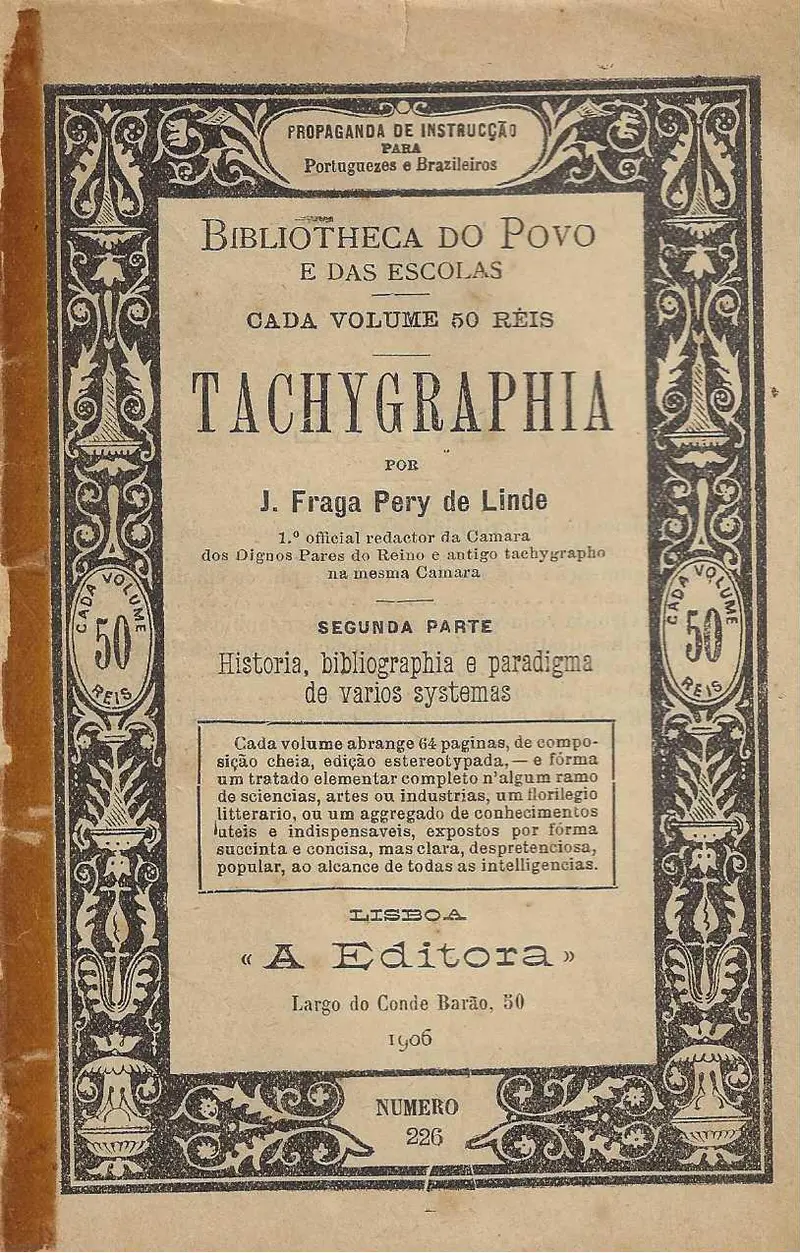 PROPAGANDA DE INSTRUCÇÃO
PARA
Portuguezes e Brazileiros
BIBLIOTHECA DO POVO
E DAS ESCOLAS
CADA VOLUME 50 RÉIS
TACHYGRAPHIA
POR
J. Fraga Pery de Linde
1.º official redactor da Camara
dos Dignos Pares do Reino e antigo tachygrapho
na mesma Camara
CADA VOLUME
50
REIS
CADA VOLUME
50
REIS
SEGUNDA PARTE
Historia, bibliographia e paradigma
de varios systemas
Cada volume abrange 64 paginas, de compo-
sição cheia, edição estereotypada, — e fórma
um tratado elementar completo n'algum ramo
de sciencias, artes ou industrias, um florilegio
litterario, ou um aggregado de conhecimentos
uteis e indispensaveis, expostos por fórma
succinta e concisa, mas clara, despretenciosa,
popular, ao alcance de todas as intelligencias.
LISBOA
« A Editora »
Largo do Conde Barão, 50
1906
NUMERO
226